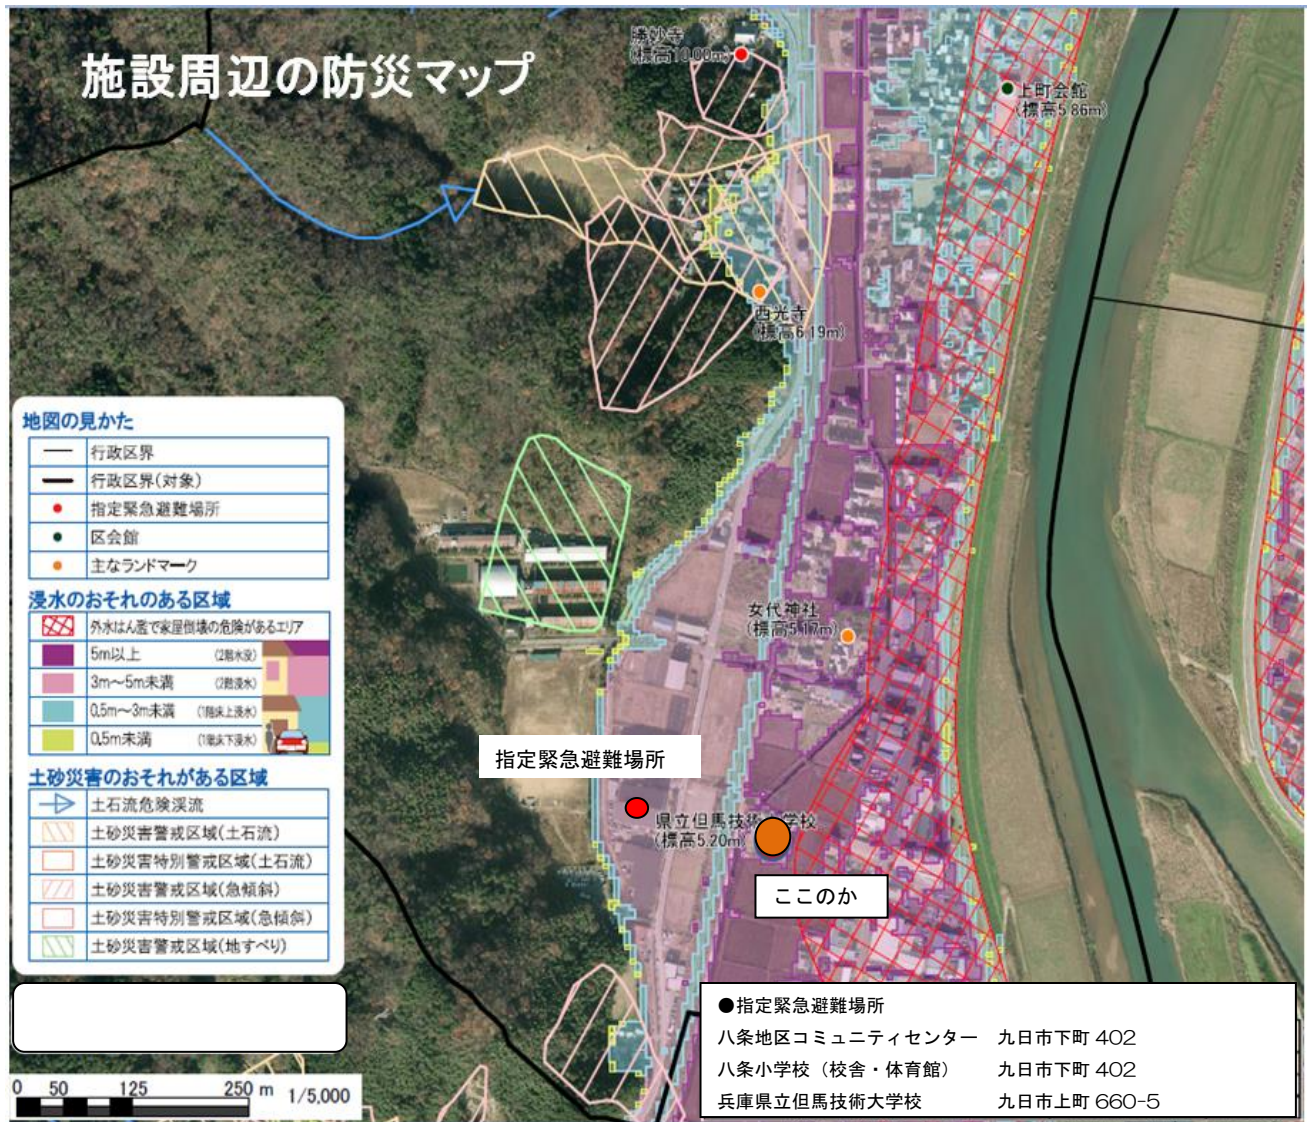 施設周辺の防災マップ
勝妙寺
(標高10.00m)
上町会館
(標高5.86m)
西光寺
(標高6.19m)
地図の見かた
行政区界
行政区界(対象)
指定緊急避難場所
区会館
主なランドマーク
浸水のおそれのある区域
外水はん濫で家屋倒壊の危険があるエリア
5m以上 (2階水没)
3m～5m未満 (2階浸水)
0.5m～3m未満 (1階床上浸水)
0.5m未満 (1階床下浸水)
土砂災害のおそれがある区域
土石流危険渓流
土砂災害警戒区域(土石流)
土砂災害特別警戒区域(土石流)
土砂災害警戒区域(急傾斜)
土砂災害特別警戒区域(急傾斜)
土砂災害警戒区域(地すべり)
女代神社
(標高5.17m)
指定緊急避難場所
県立但馬技術大学校
(標高5.20m)
ここのか
●指定緊急避難場所
八条地区コミュニティセンター 九日市下町 402
八条小学校（校舎・体育館） 九日市下町 402
兵庫県立但馬技術大学校 九日市上町 660-5
0 50 125 250 m 1/5,000